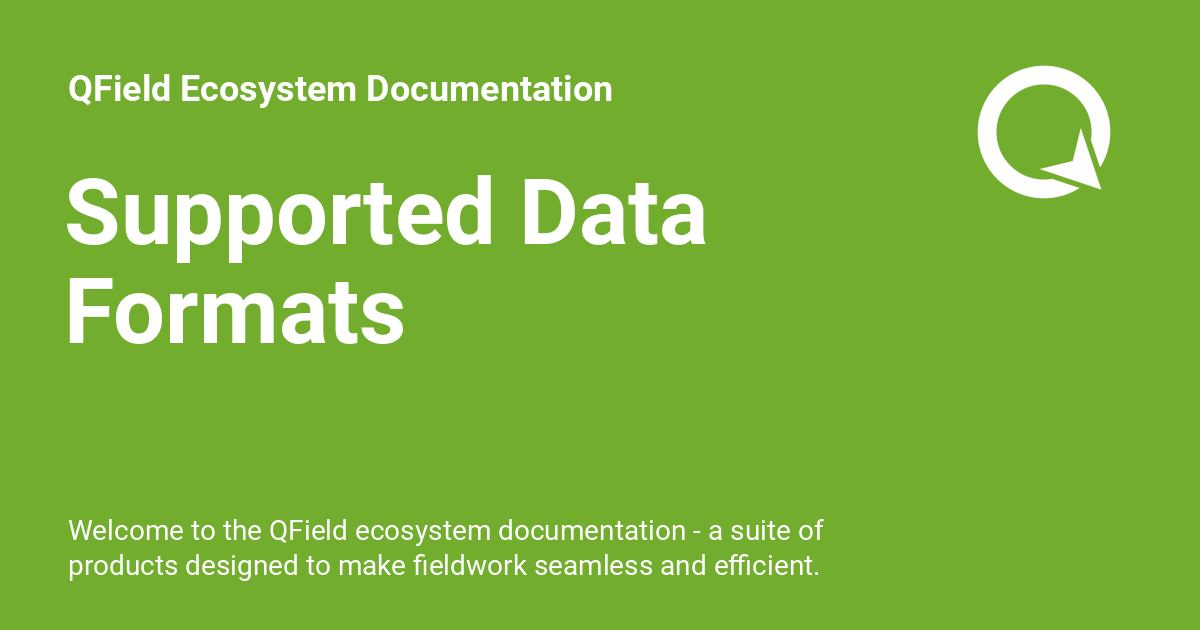 QField Ecosystem Documentation
Supported Data
Formats
Welcome to the QField ecosystem documentation - a suite of
products designed to make fieldwork seamless and efficient.